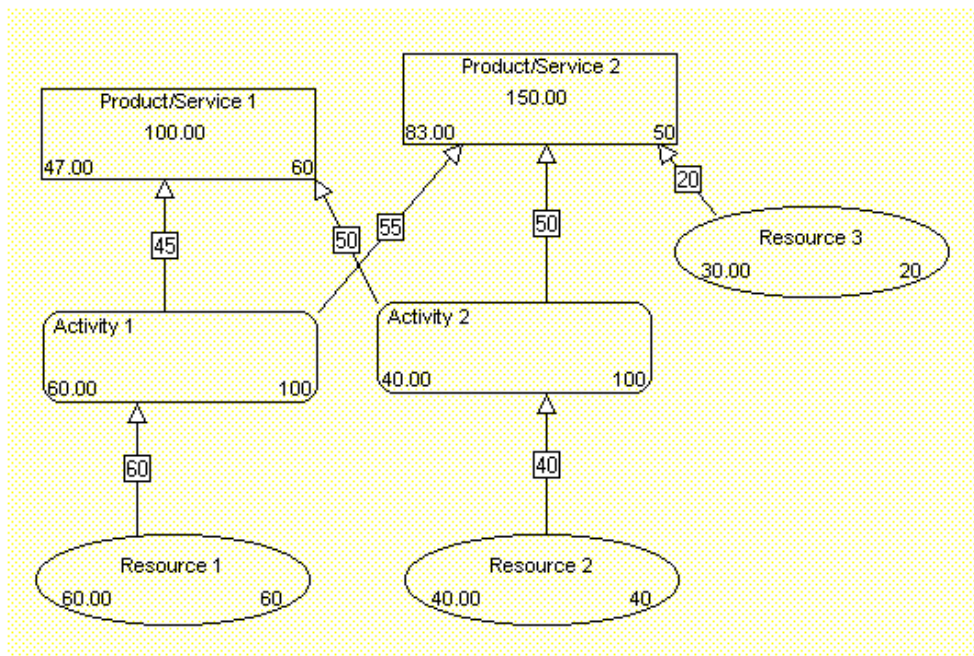 Product/Service 2
150.00
83.00 50
Product/Service 1
100.00
47.00 60
20
55
50
45
50
Resource 3
30.00 20
Activity 1
60.00 100
Activity 2
40.00 100
60
40
Resource 1
60.00 60
Resource 2
40.00 40